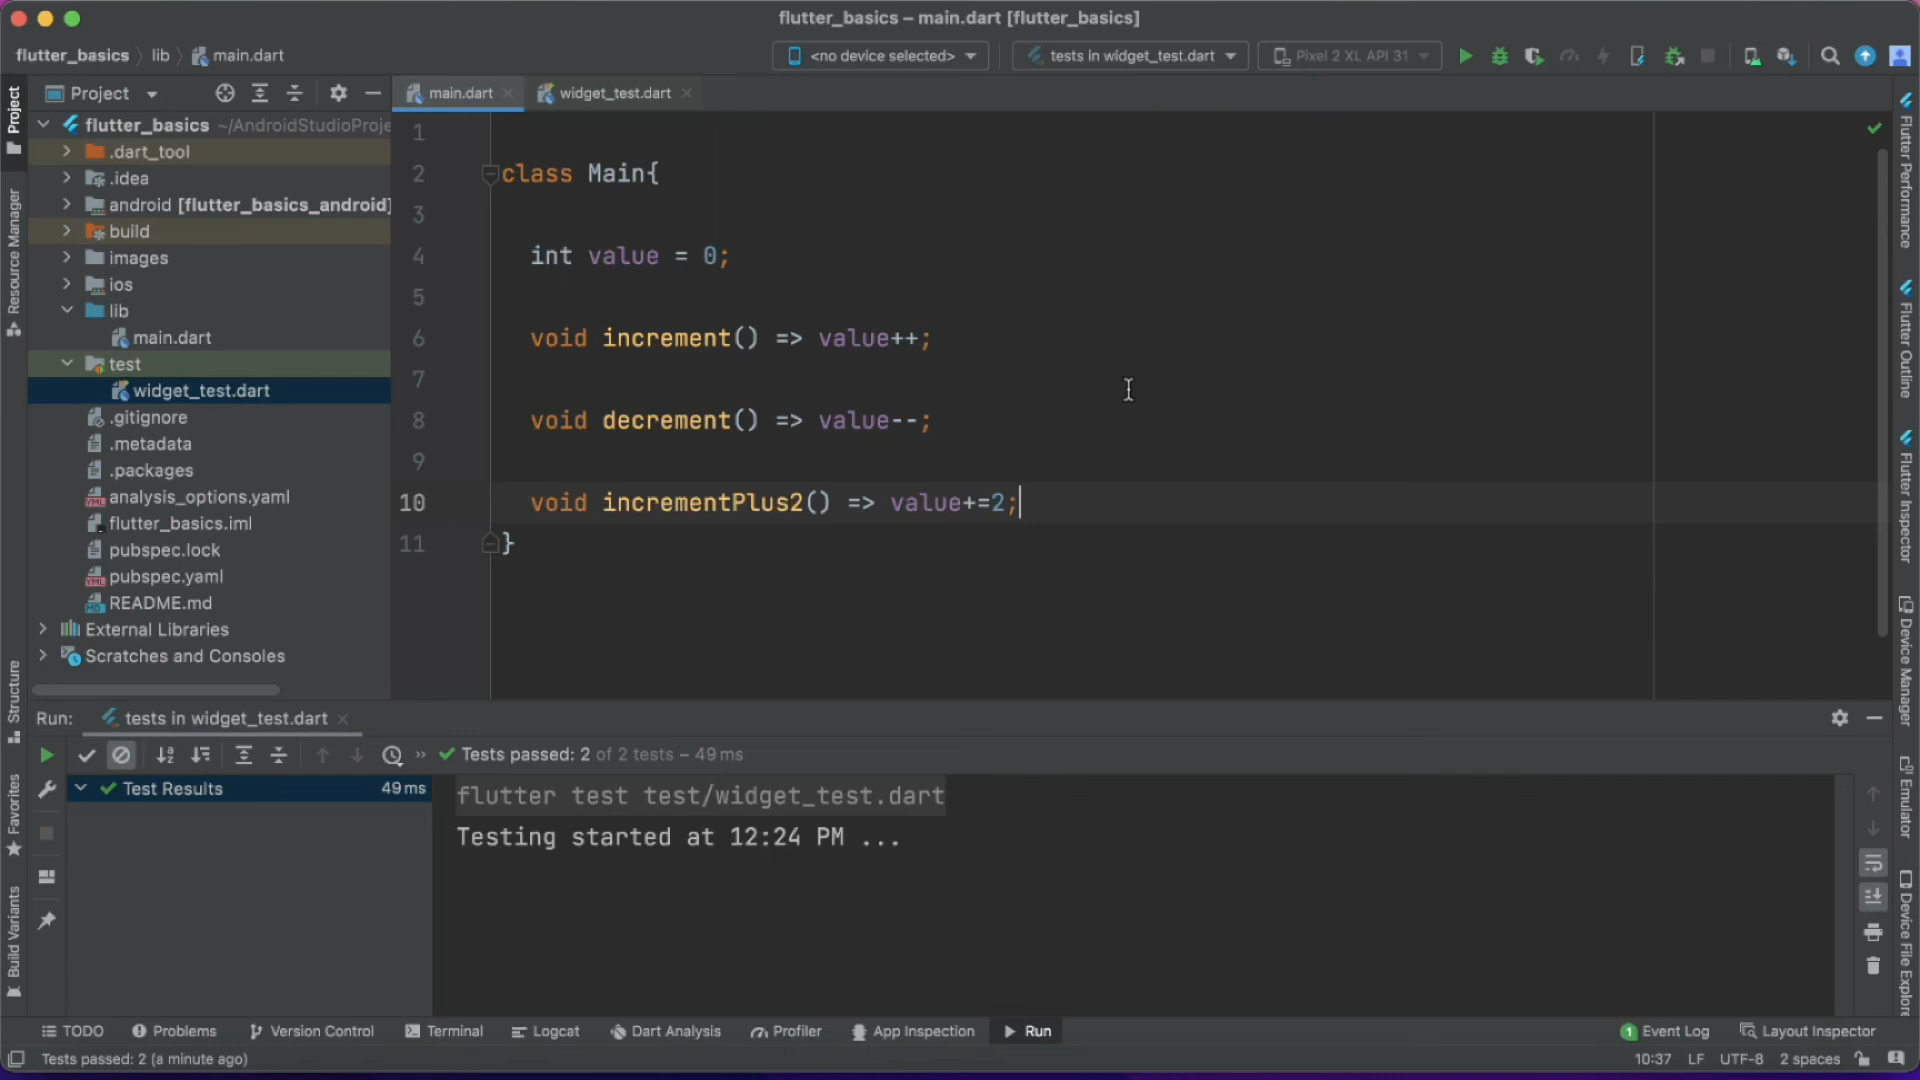 flutter_basics – main.dart [flutter_basics]
flutter_basics lib main.dart
<no device selected> tests in widget_test.dart Pixel 2 XL API 31
Project
Project
main.dart
widget_test.dart
flutter_basics ~/AndroidStudioProje
.dart_tool
.idea
android [flutter_basics_android]
build
images
ios
lib
main.dart
test
widget_test.dart
.gitignore
.metadata
.packages
analysis_options.yaml
flutter_basics.iml
pubspec.lock
pubspec.yaml
README.md
External Libraries
Scratches and Consoles
Resource Manager
Structure
Favorites
Build Variants
1
2 class Main{
3
4 int value = 0;
5
6 void increment() => value++;
7
8 void decrement() => value--;
9
10 void incrementPlus2() => value+=2;
11 }
Flutter Performance
Flutter Outline
Flutter Inspector
Device Manager
Emulator
Device File Explore
Run: tests in widget_test.dart
Tests passed: 2 of 2 tests – 49 ms
Test Results 49 ms
flutter test test/widget_test.dart
Testing started at 12:24 PM ...
TODO Problems Version Control Terminal Logcat Dart Analysis Profiler App Inspection Run 1 Event Log Layout Inspector
Tests passed: 2 (a minute ago) 10:37 LF UTF-8 2 spaces